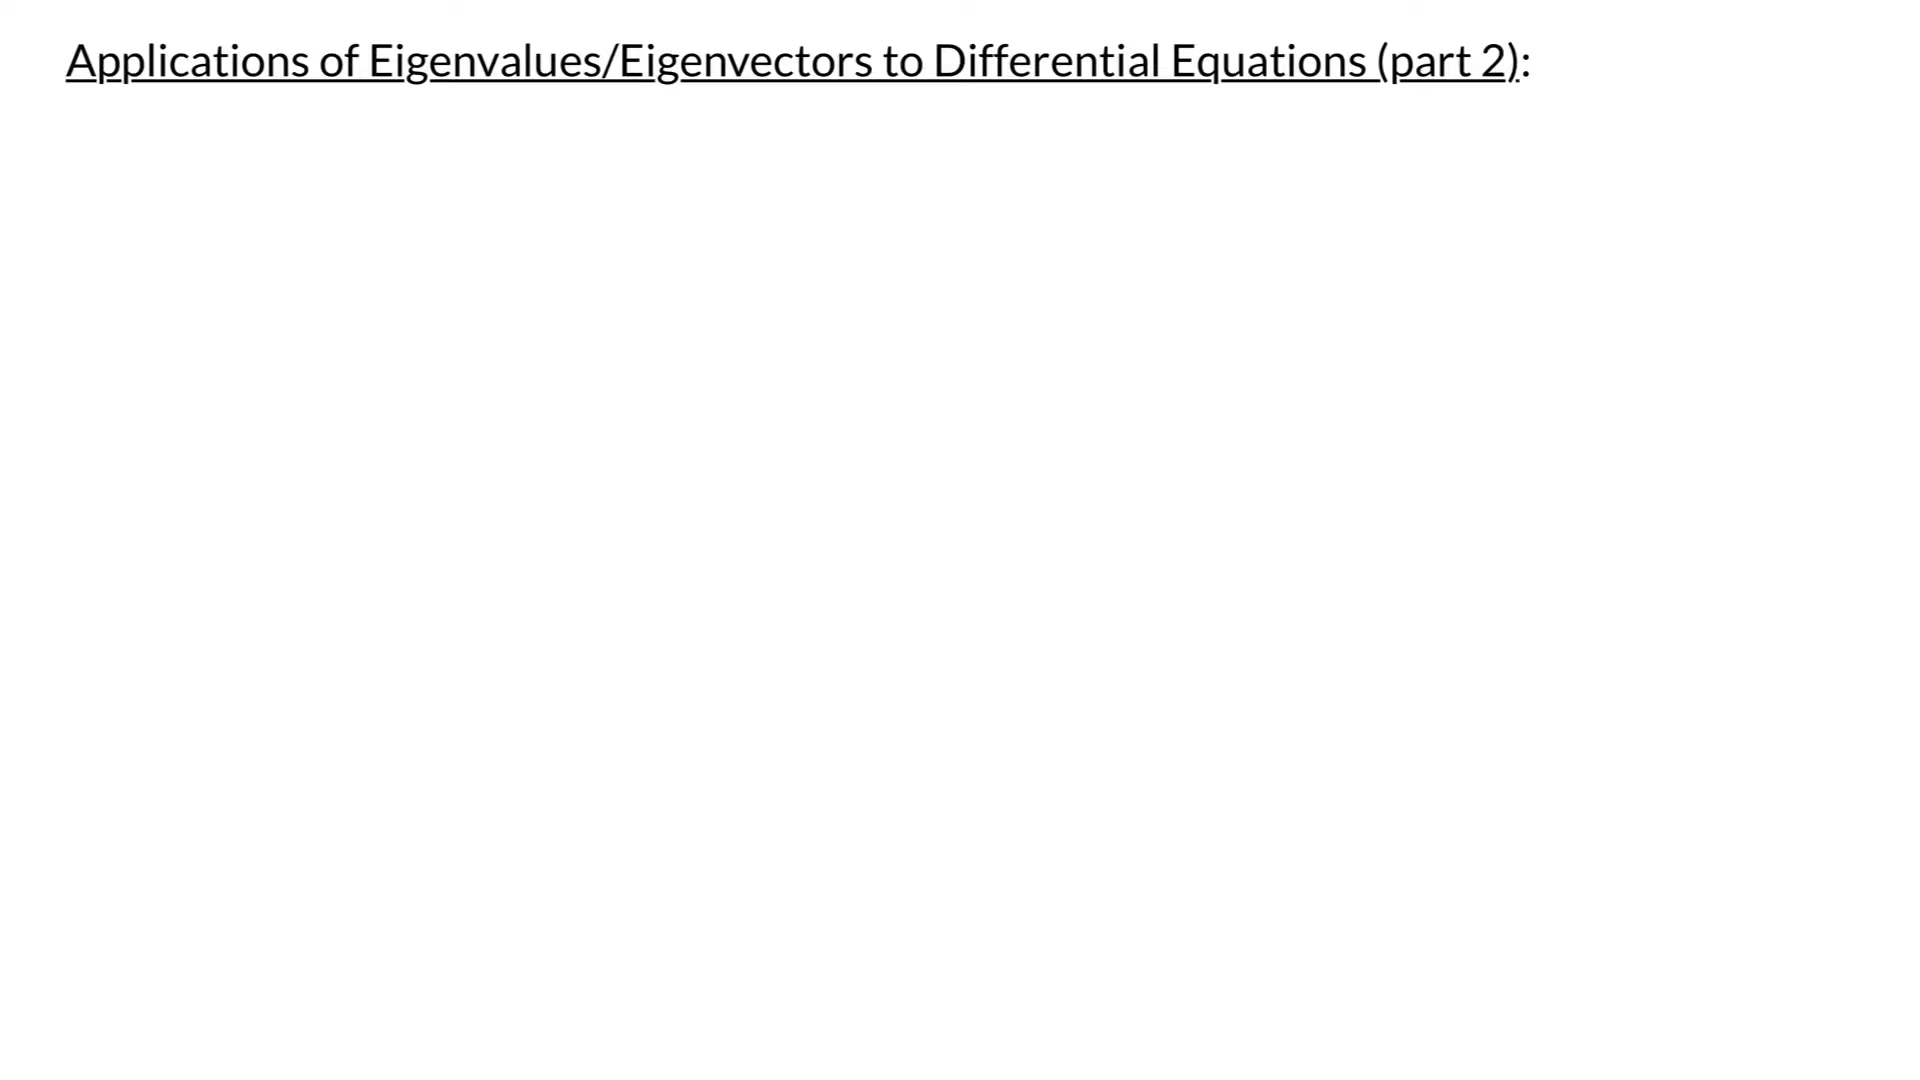 Applications of Eigenvalues/Eigenvectors to Differential Equations (part 2):